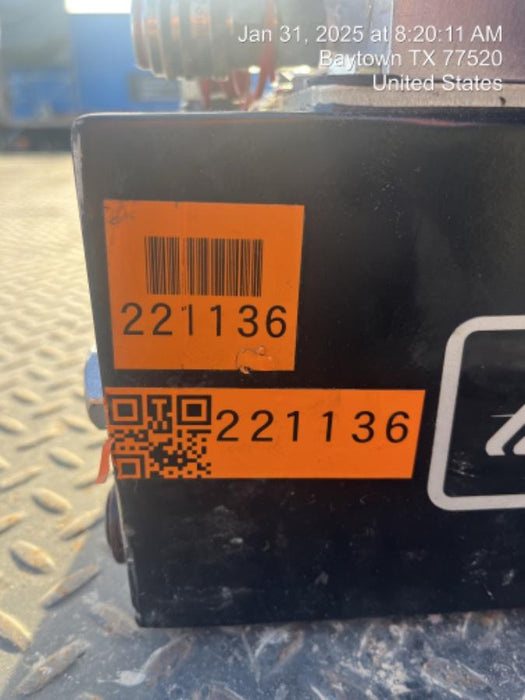 Jan 31, 2025 at 8:20:11 AM
Baytown TX 77520
United States
221136
221136